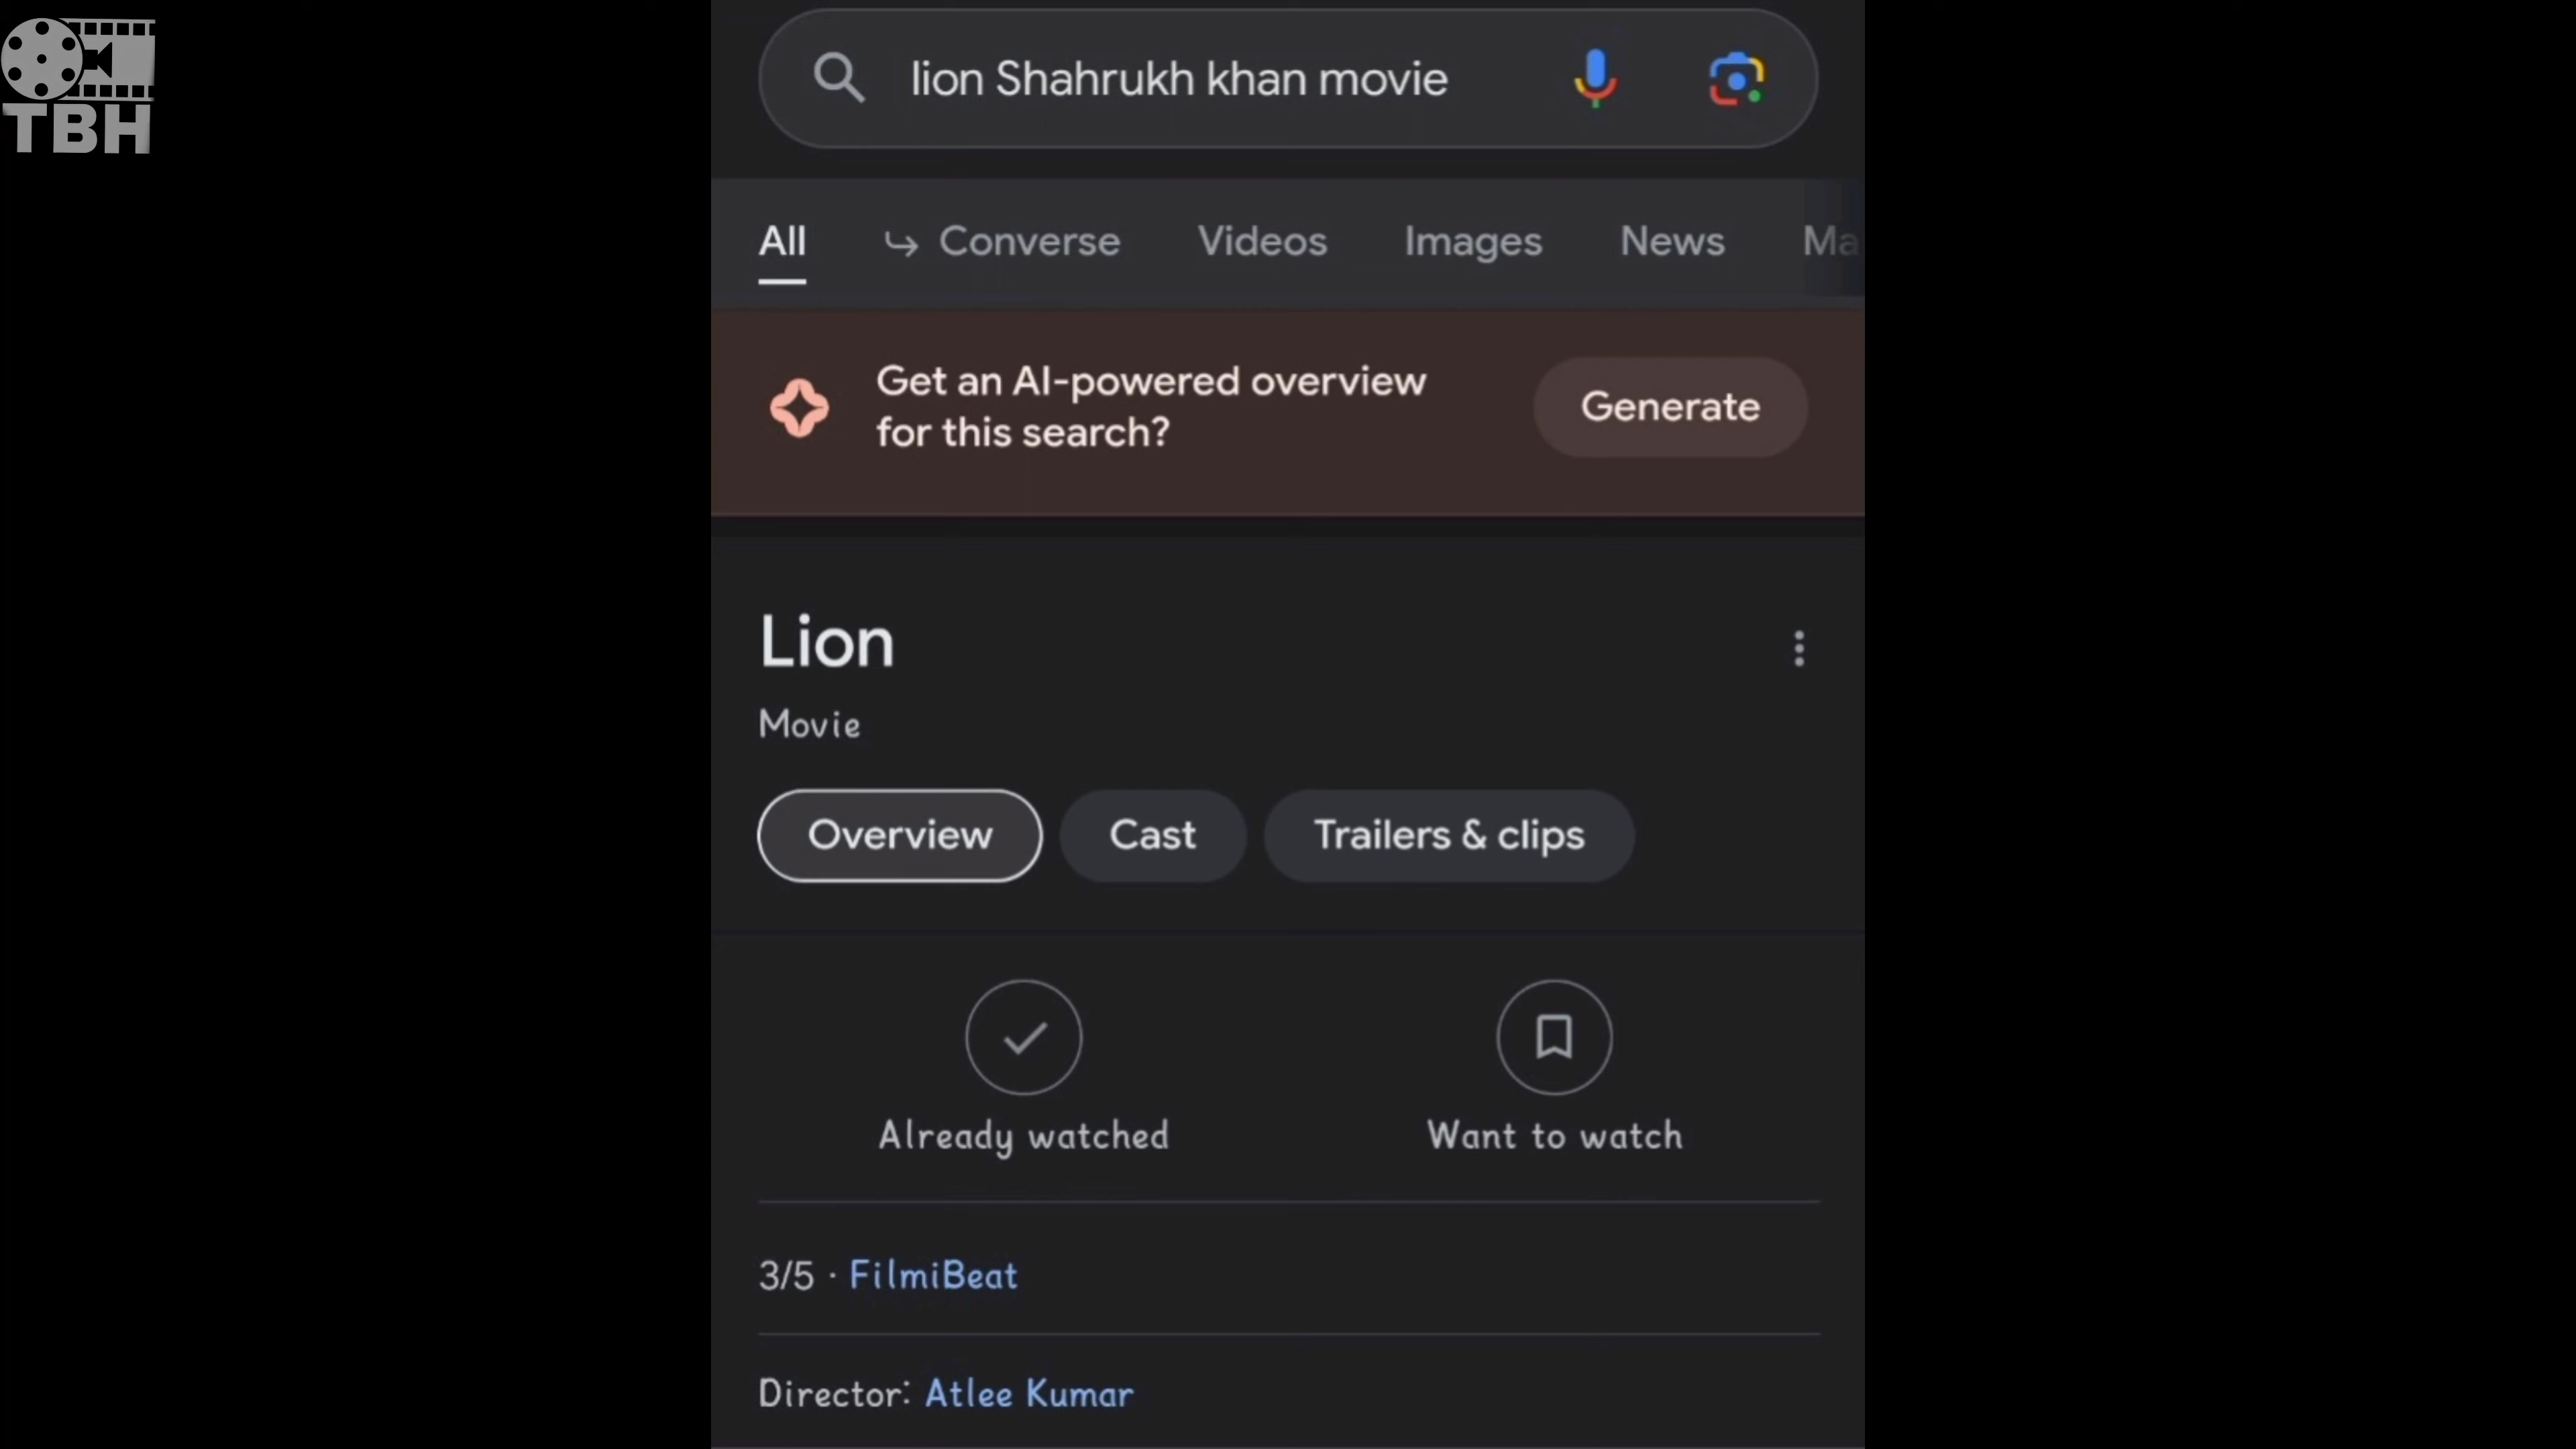 TBH
lion Shahrukh khan movie
All Converse Videos Images News Ma
Get an AI-powered overview
for this search?
Generate
Lion
Movie
Overview Cast Trailers & clips
Already watched Want to watch
3/5 · FilmiBeat
Director: Atlee Kumar